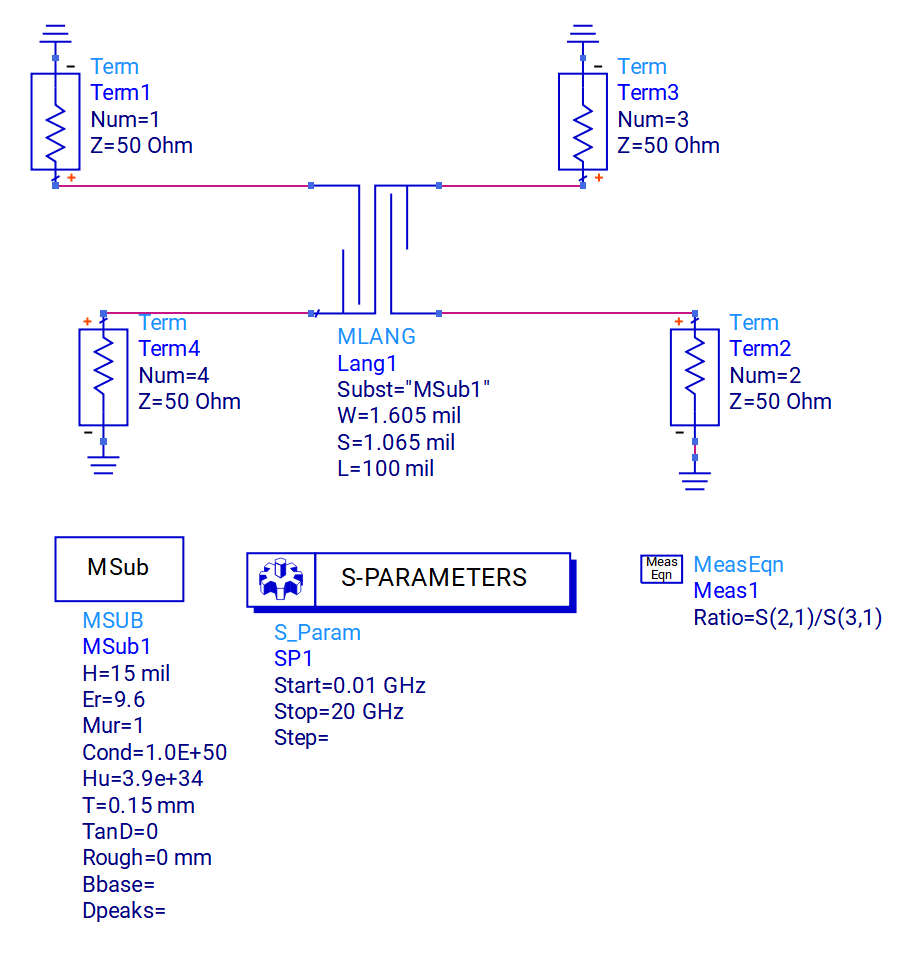 Term
Term1
Num=1
Z=50 Ohm
Term
Term3
Num=3
Z=50 Ohm
Term
Term4
Num=4
Z=50 Ohm
MLANG
Lang1
Subst="MSub1"
W=1.605 mil
S=1.065 mil
L=100 mil
Term
Term2
Num=2
Z=50 Ohm
MSub
MSUB
MSub1
H=15 mil
Er=9.6
Mur=1
Cond=1.0E+50
Hu=3.9e+34
T=0.15 mm
TanD=0
Rough=0 mm
Bbase=
Dpeaks=
S-PARAMETERS
S_Param
SP1
Start=0.01 GHz
Stop=20 GHz
Step=
Meas
Eqn
MeasEqn
Meas1
Ratio=S(2,1)/S(3,1)